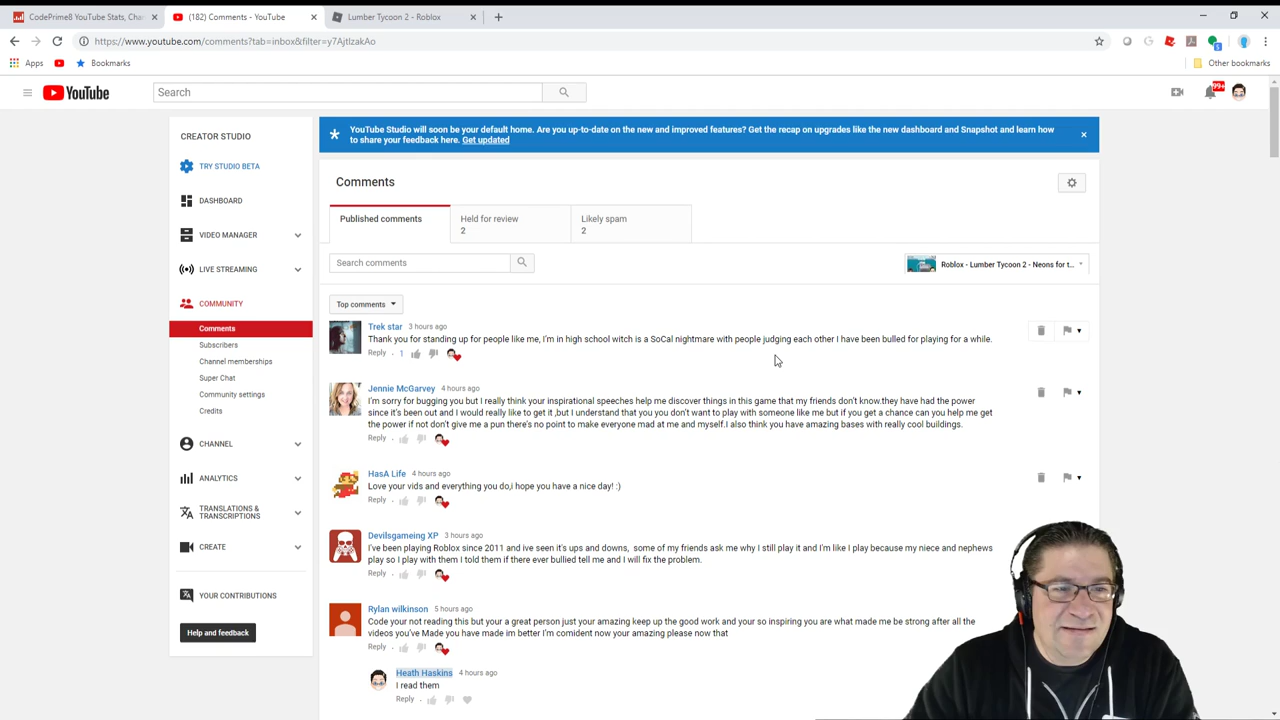 CodePrime8 YouTube Stats, Cha
(182) Comments - YouTube
Lumber Tycoon 2 - Roblox
https://www.youtube.com/comments?tab=inbox&filter=y7AjtlzakAo
Apps
Bookmarks
Other bookmarks
YouTube
Search
99+
CREATOR STUDIO
TRY STUDIO BETA
DASHBOARD
VIDEO MANAGER
LIVE STREAMING
COMMUNITY
Comments
Subscribers
Channel memberships
Super Chat
Community settings
Credits
CHANNEL
ANALYTICS
TRANSLATIONS &
TRANSCRIPTIONS
CREATE
YOUR CONTRIBUTIONS
Help and feedback
YouTube Studio will soon be your default home. Are you up-to-date on the new and improved features? Get the recap on upgrades like the new dashboard and Snapshot and learn how
to share your feedback here. Get updated
Comments
Published comments
Held for review
2
Likely spam
2
Search comments
Roblox - Lumber Tycoon 2 - Neons for t...
Top comments
Trek star 3 hours ago
Thank you for standing up for people like me, I'm in high school witch is a SoCal nightmare with people judging each other I have been bulled for playing for a while.
Reply . 1
Jennie McGarvey 4 hours ago
I'm sorry for bugging you but I really think your inspirational speeches help me discover things in this game that my friends don't know.they have had the power
since it's been out and I would really like to get it ,but I understand that you you don't want to play with someone like me but if you get a chance can you help me get
the power if not don't give me a pun there's no point to make everyone mad at me and myself.I also think you have amazing bases with really cool buildings.
Reply .
HasA Life 4 hours ago
Love your vids and everything you do,i hope you have a nice day! :)
Reply .
Devilsgameing XP 3 hours ago
I've been playing Roblox since 2011 and ive seen it's ups and downs, some of my friends ask me why I still play it and I'm like I play because my niece and nephews
play so I play with them I told them if there ever bullied tell me and I will fix the problem.
Reply .
Rylan wilkinson 5 hours ago
Code your not reading this but your a great person just your amazing keep up the good work and your so inspiring you are what made me be strong after all the
videos you've Made you have made im better I'm comident now your amazing please now that
Reply .
Heath Haskins 4 hours ago
I read them
Reply .